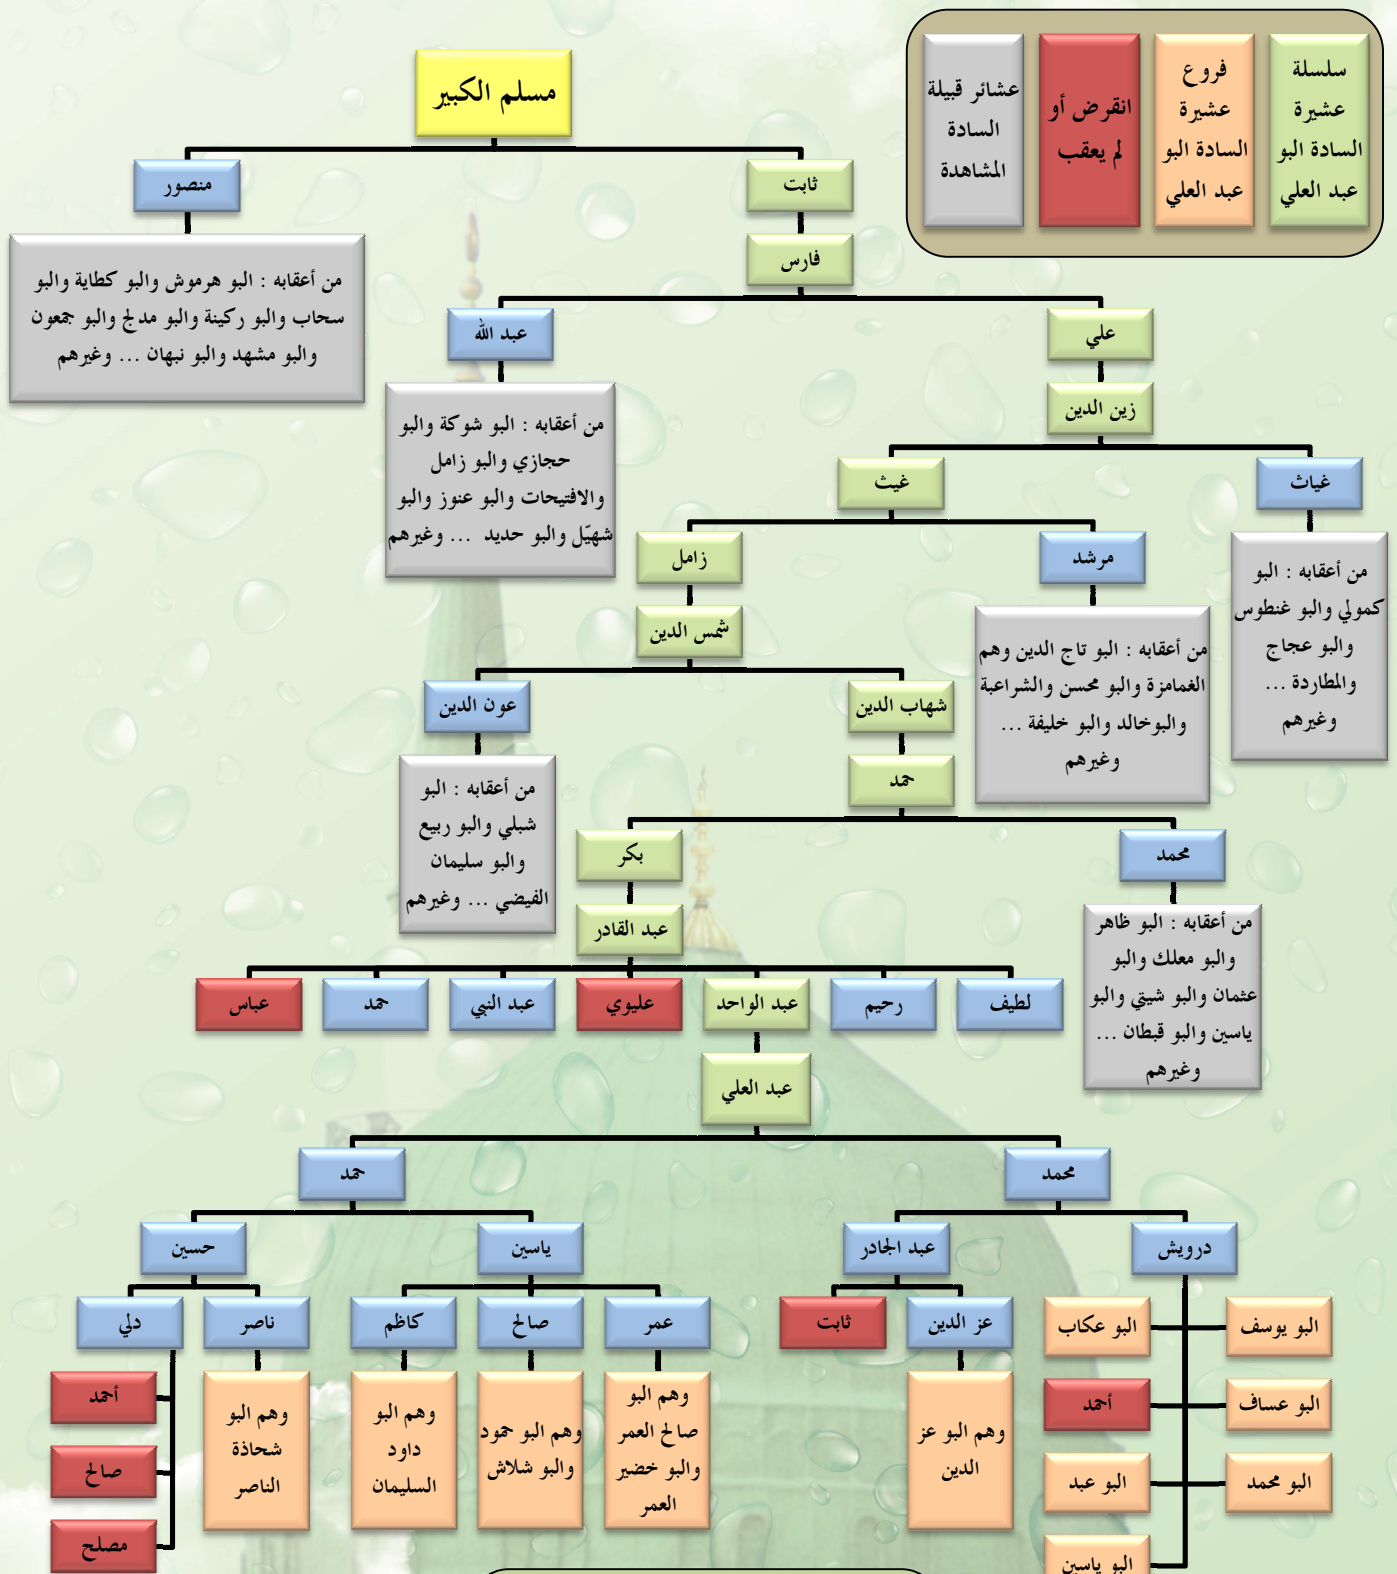 سلسلة
عشيرة
السادة البو
عبد العلي
فروع
عشيرة
السادة البو
عبد العلي
انقرض أو
لم يعقب
عشائر قبيلة
السادة
المشاهدة
مسلم الكبير
ثابت
منصور
فارس
من أعقابه : البو هرموش والبو كطاية والبو
سحاب والبو ركينة والبو مدلج والبو جمعون
والبو مشهد والبو نبهان ... وغيرهم
علي
عبد الله
زين الدين
من أعقابه : البو شوكة والبو
حجازي والبو زامل
والافتيحات والبو عنوز والبو
شهيّل والبو حديد ... وغيرهم
غياث
غيث
من أعقابه : البو
كمولي والبو غنطوس
والبو عجاج
والمطاردة ...
وغيرهم
مرشد
زامل
من أعقابه : البو تاج الدين وهم
الغمامزة والبو محسن والشراعبة
والبوخالد والبو خليفة ...
وغيرهم
شمس الدين
شهاب الدين
عون الدين
حمد
من أعقابه : البو
شبلي والبو ربيع
والبو سليمان
الفيضي ... وغيرهم
محمد
بكر
من أعقابه : البو ظاهر
والبو معلك والبو
عثمان والبو شيتي والبو
ياسين والبو قبطان ...
وغيرهم
عبد القادر
لطيف
رحيم
عبد الواحد
عليوي
عبد النبي
حمد
عباس
عبد العلي
محمد
حمد
درويش
عبد الجادر
ياسين
حسين
البو يوسف
البو عكاب
عز الدين
ثابت
عمر
صالح
كاظم
ناصر
دلي
البو عساف
أحمد
البو محمد
البو عبد
البو ياسين
وهم البو عز
الدين
وهم البو
صالح العمر
والبو خضير
العمر
وهم البو حمود
والبو شلاش
وهم البو
داود
السليمان
وهم البو
شحاذة
الناصر
أحمد
صالح
مصلح